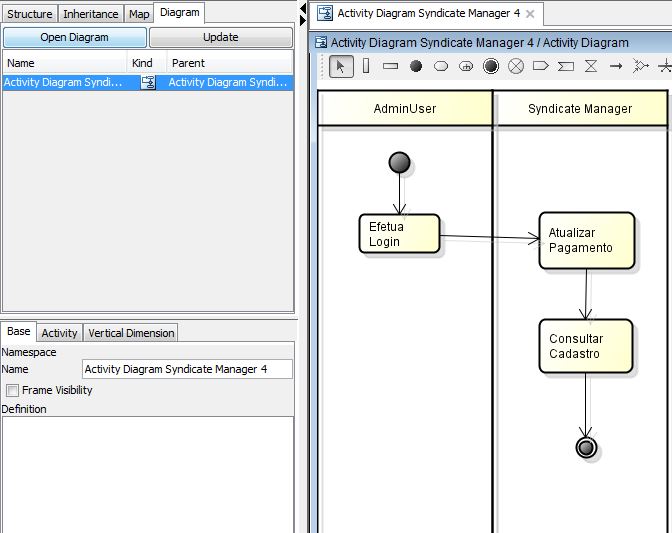 Structure Inheritance Map Diagram
Open Diagram Update
Name Kind Parent
Activity Diagram Syndi... Activity Diagram Syndi...
Base Activity Vertical Dimension
Namespace
Name Activity Diagram Syndicate Manager 4
Frame Visibility
Definition
Activity Diagram Syndicate Manager 4
Activity Diagram Syndicate Manager 4 / Activity Diagram
AdminUser Syndicate Manager
Efetua
Login
Atualizar
Pagamento
Consultar
Cadastro